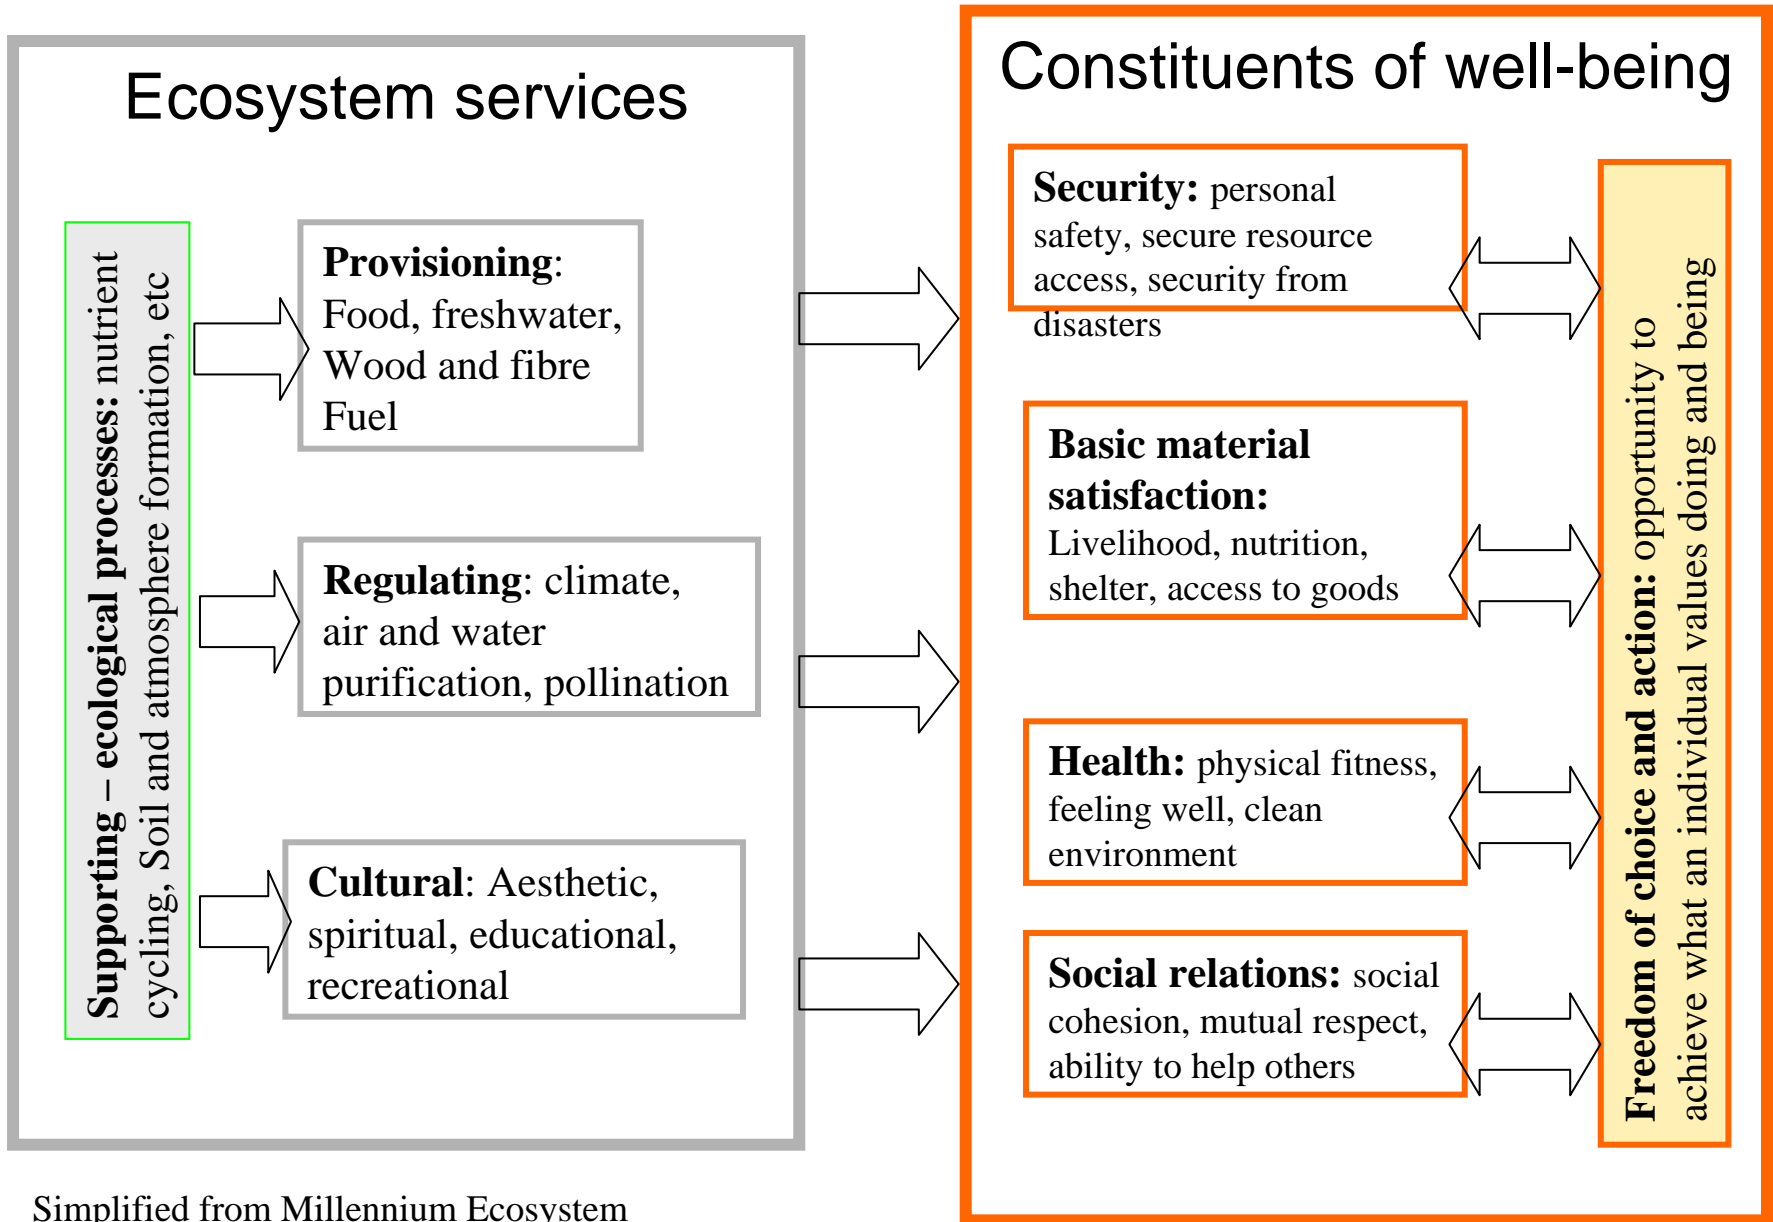 Ecosystem services
Supporting – ecological processes: nutrient
cycling, Soil and atmosphere formation, etc
Provisioning:
Food, freshwater,
Wood and fibre
Fuel
Regulating: climate,
air and water
purification, pollination
Cultural: Aesthetic,
spiritual, educational,
recreational
Constituents of well-being
Security: personal
safety, secure resource
access, security from
disasters
Basic material
satisfaction:
Livelihood, nutrition,
shelter, access to goods
Health: physical fitness,
feeling well, clean
environment
Social relations: social
cohesion, mutual respect,
ability to help others
Freedom of choice and action: opportunity to
achieve what an individual values doing and being
Simplified from Millennium Ecosystem